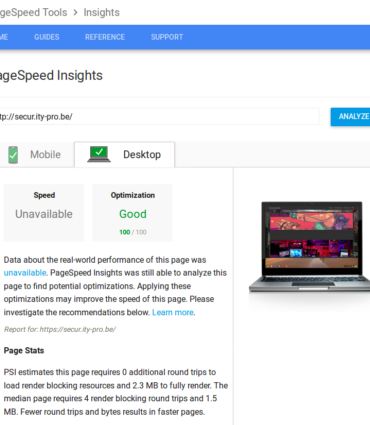 ageSpeed Tools > Insights
ME GUIDES REFERENCE SUPPORT
ageSpeed Insights
tp://secur.ity-pro.be/ ANALYZE
Mobile Desktop
Speed Optimization
Unavailable Good
100 / 100
Data about the real-world performance of this page was
unavailable. PageSpeed Insights was still able to analyze this
page to find potential optimizations. Applying these
optimizations may improve the speed of this page. Please
investigate the recommendations below. Learn more.
Report for: https://secur.ity-pro.be/
Page Stats
PSI estimates this page requires 0 additional round trips to
load render blocking resources and 2.3 MB to fully render. The
median page requires 4 render blocking round trips and 1.5
MB. Fewer round trips and bytes results in faster pages.